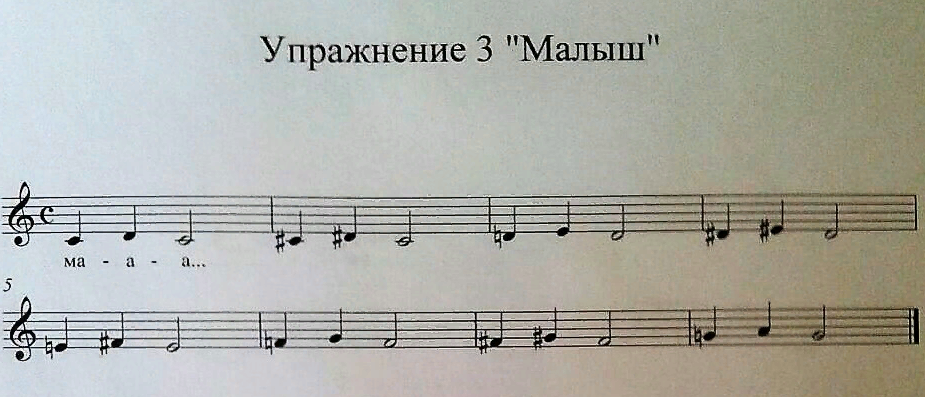 Упражнение 3 "Малыш"
ма - а - а...
5